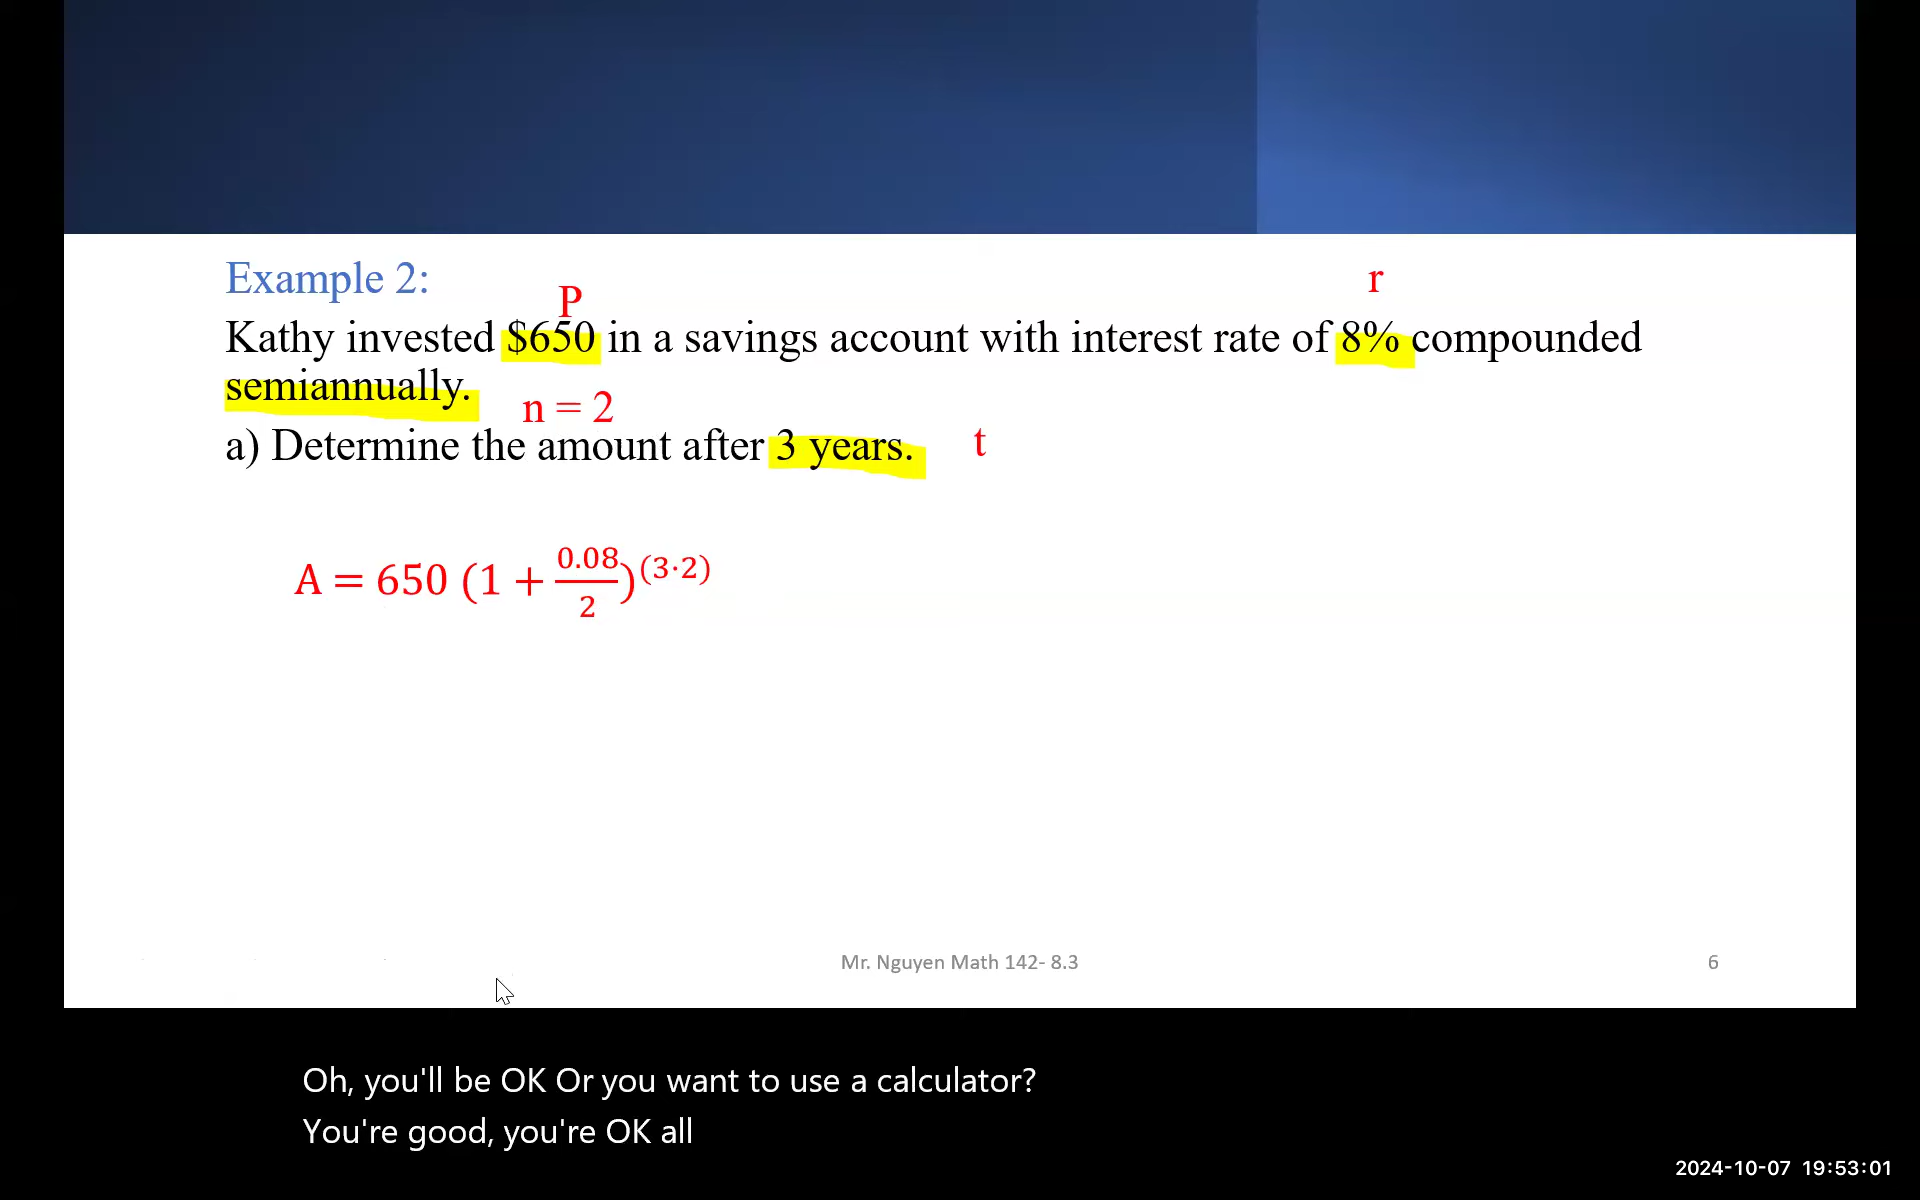 Example 2:
P
r
Kathy invested $650 in a savings account with interest rate of 8% compounded
semiannually.
n = 2
a) Determine the amount after 3 years.
t
A = 650 (1 + 0.08/2)^(3·2)
Mr. Nguyen Math 142- 8.3
6
Oh, you'll be OK Or you want to use a calculator?
You're good, you're OK all
2024-10-07 19:53:01